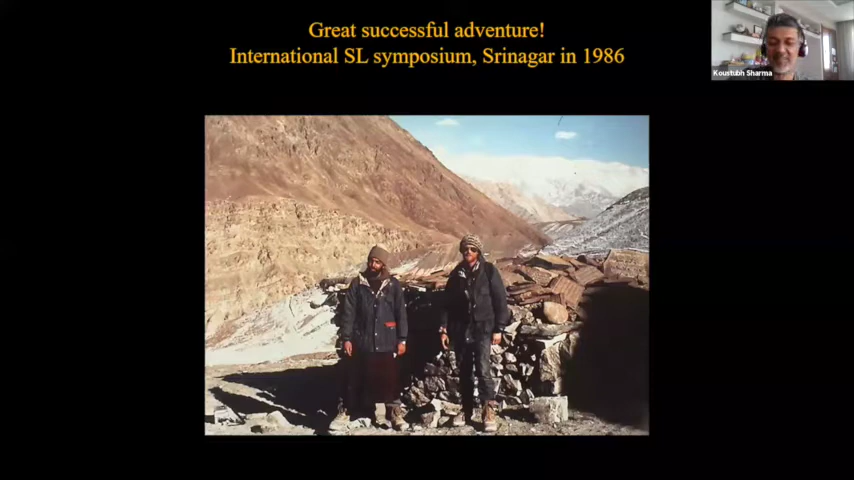 Great successful adventure!
International SL symposium, Srinagar in 1986
Koustubh Sharma